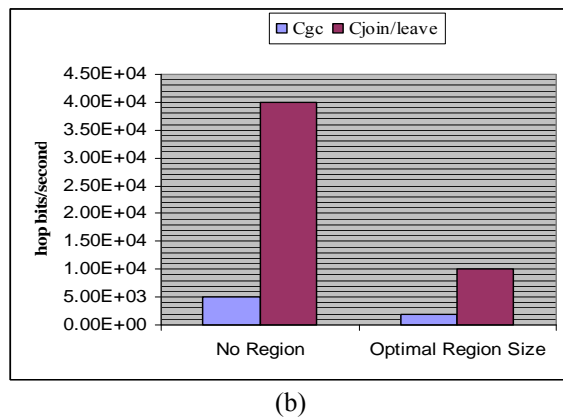 Cgc Cjoin/leave
4.50E+04
4.00E+04
3.50E+04
3.00E+04
2.50E+04
2.00E+04
1.50E+04
1.00E+04
5.00E+03
0.00E+00
hop bits/second
No Region Optimal Region Size
(b)